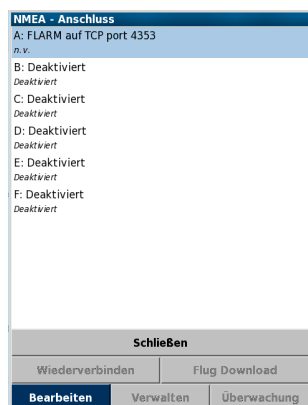 NMEA - Anschluss
A: FLARM auf TCP port 4353
n.v.
B: Deaktiviert
Deaktiviert
C: Deaktiviert
Deaktiviert
D: Deaktiviert
Deaktiviert
E: Deaktiviert
Deaktiviert
F: Deaktiviert
Deaktiviert
Schließen
Wiederverbinden Flug Download
Bearbeiten Verwalten Überwachung